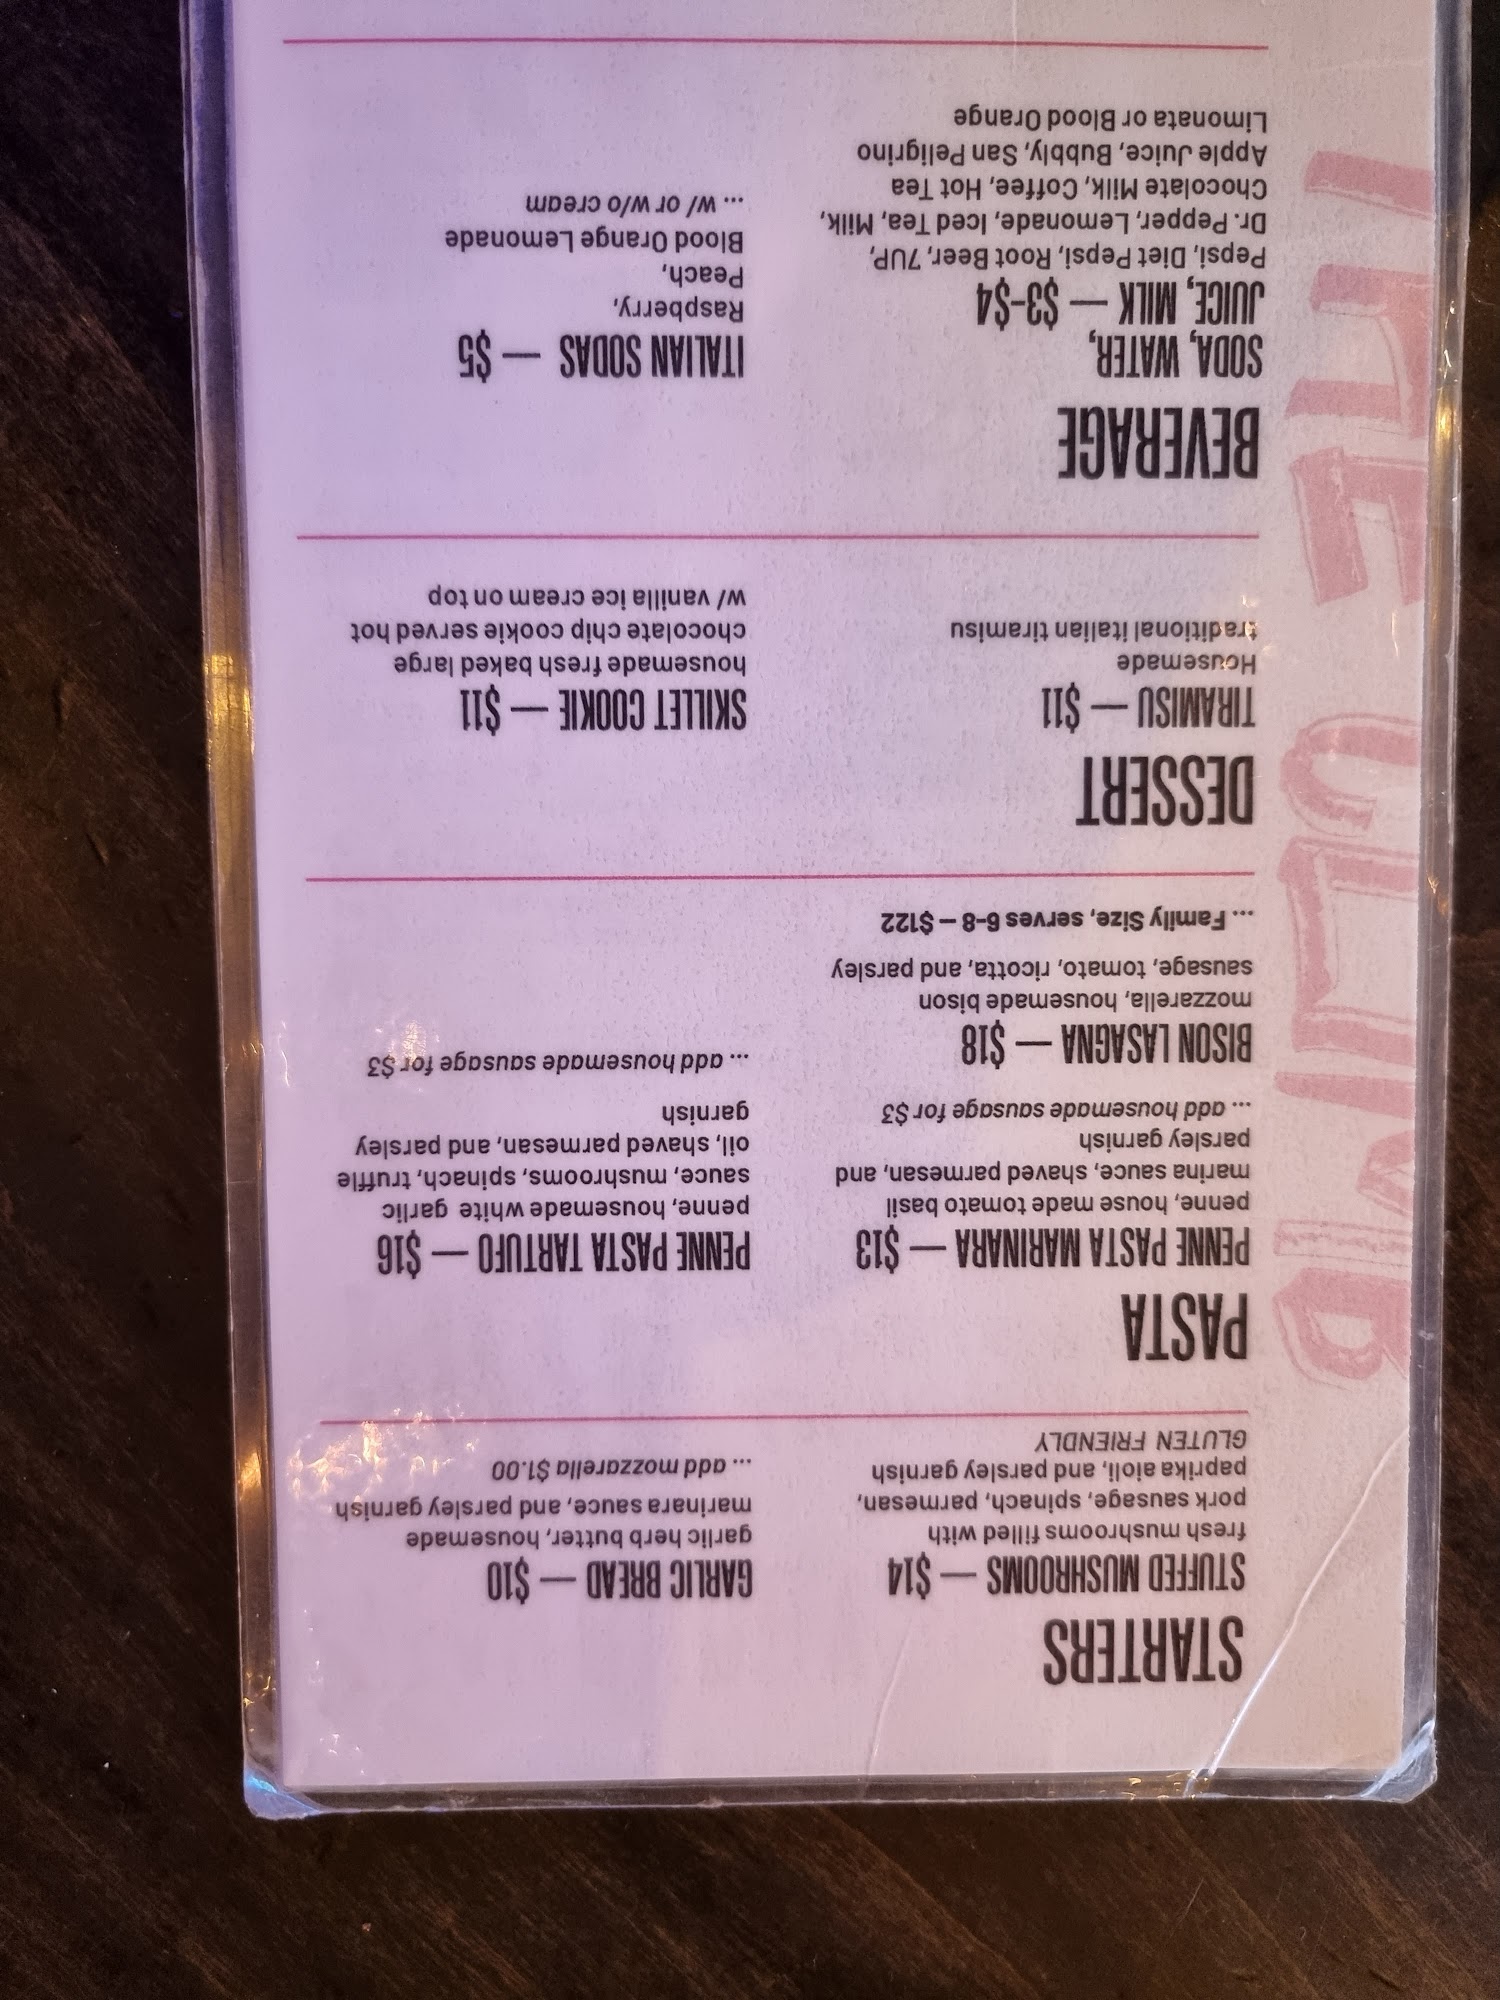 STARTERS
STUFFED MUSHROOMS — $14
fresh mushrooms filled with
pork sausage, spinach, parmesan,
paprika aioli, and parsley garnish
GLUTEN FRIENDLY
GARLIC BREAD — $10
garlic herb butter, housemade
marinara sauce, and parsley garnish
... add mozzarella $1.00
PASTA
PENNE PASTA MARINARA — $13
penne, house made tomato basil
marina sauce, shaved parmesan, and
parsley garnish
... add housemade sausage for $3
BISON LASAGNA — $18
mozzarella, housemade bison
sausage, tomato, ricotta, and parsley
... Family Size, serves 6-8 — $122
PENNE PASTA TARTUFO — $16
penne, housemade white garlic
sauce, mushrooms, spinach, truffle
oil, shaved parmesan, and parsley
garnish
... add housemade sausage for $3
DESSERT
TIRAMISU — $11
Housemade
traditional italian tiramisu
SKILLET COOKIE — $11
housemade fresh baked large
chocolate chip cookie served hot
w/ vanilla ice cream on top
BEVERAGE
SODA, WATER,
JUICE, MILK — $3-$4
Pepsi, Diet Pepsi, Root Beer, 7UP,
Dr. Pepper, Lemonade, Iced Tea, Milk,
Chocolate Milk, Coffee, Hot Tea
Apple Juice, Bubbly, San Peligrino
Limonata or Blood Orange
ITALIAN SODAS — $5
Raspberry,
Peach,
Blood Orange Lemonade
... w/ or w/o cream